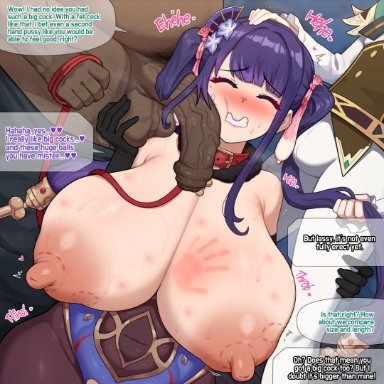 Wow! I had no idea you
had such a big cock. With a fat cock
like that, I bet even a second
hand pussy like you would be
able to feel good, right?
Ehehe.
Hehe
Hahaha yes, ♥♥
I really like big cocks...♥
and these huge balls
you have mister...♥♥
But lassy, it's not even
fully erect yet.
Is that right? How
about we compare
size and length?
Oh? Does that mean you
got a big cock too? But I
doubt it's bigger than mine!